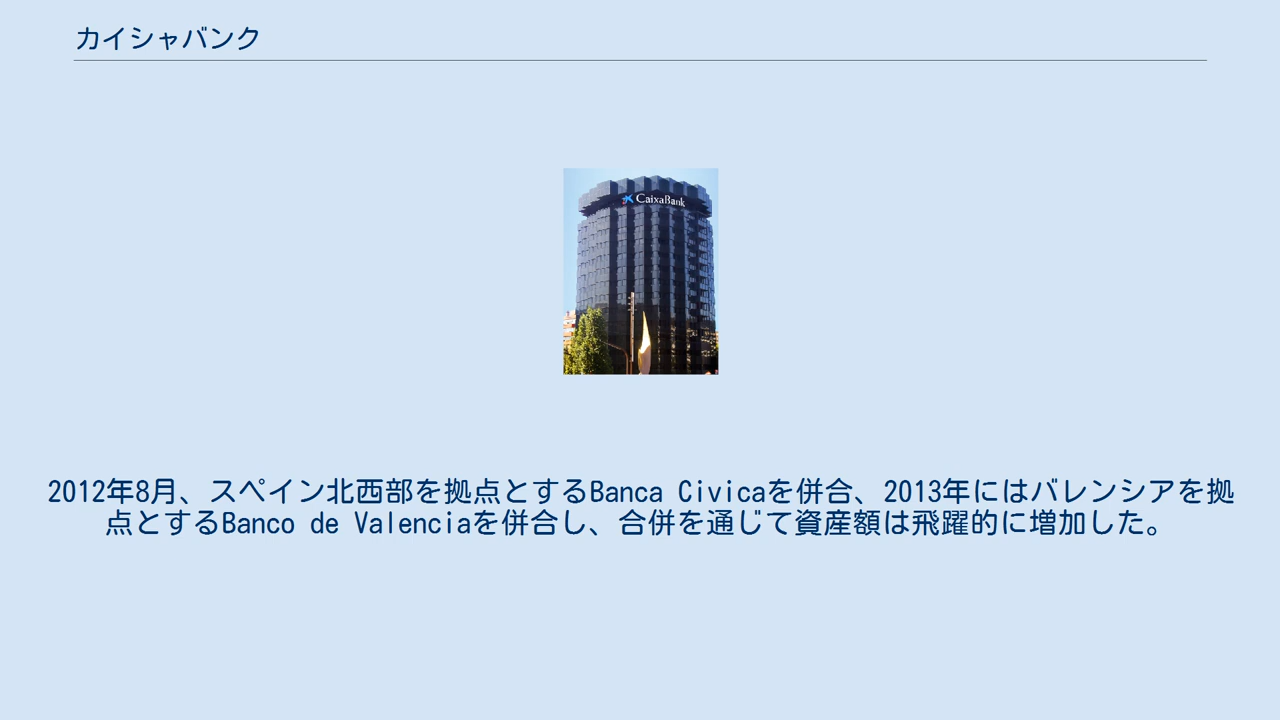 カイシャバンク
CaixaBank
2012年8月、スペイン北西部を拠点とするBanca Civicaを併合、2013年にはバレンシアを拠
点とするBanco de Valenciaを併合し、合併を通じて資産額は飛躍的に増加した。